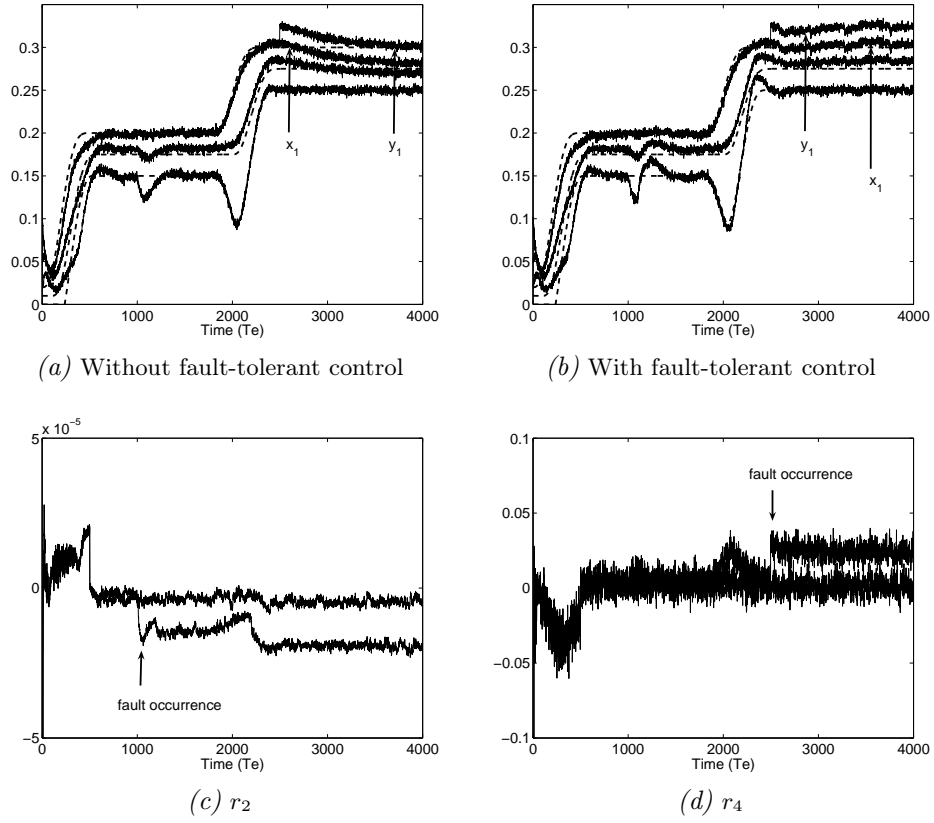 0.3
0.25
0.2
0.15
0.1
0.05
0
x₁
y₁
0 1000 2000 3000 4000
Time (Te)
(a) Without fault-tolerant control
0.3
0.25
0.2
0.15
0.1
0.05
0
y₁
x₁
0 1000 2000 3000 4000
Time (Te)
(b) With fault-tolerant control
x 10⁻⁵
5
0
−5
fault occurrence
0 1000 2000 3000 4000
Time (Te)
(c) r₂
0.1
0.05
0
−0.05
−0.1
fault occurrence
0 1000 2000 3000 4000
Time (Te)
(d) r₄